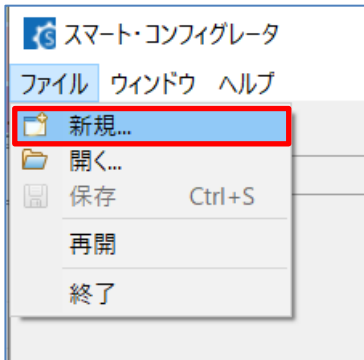 スマート・コンフィグレータ
ファイル ウィンドウ ヘルプ
新規...
開く...
保存 Ctrl+S
再開
終了